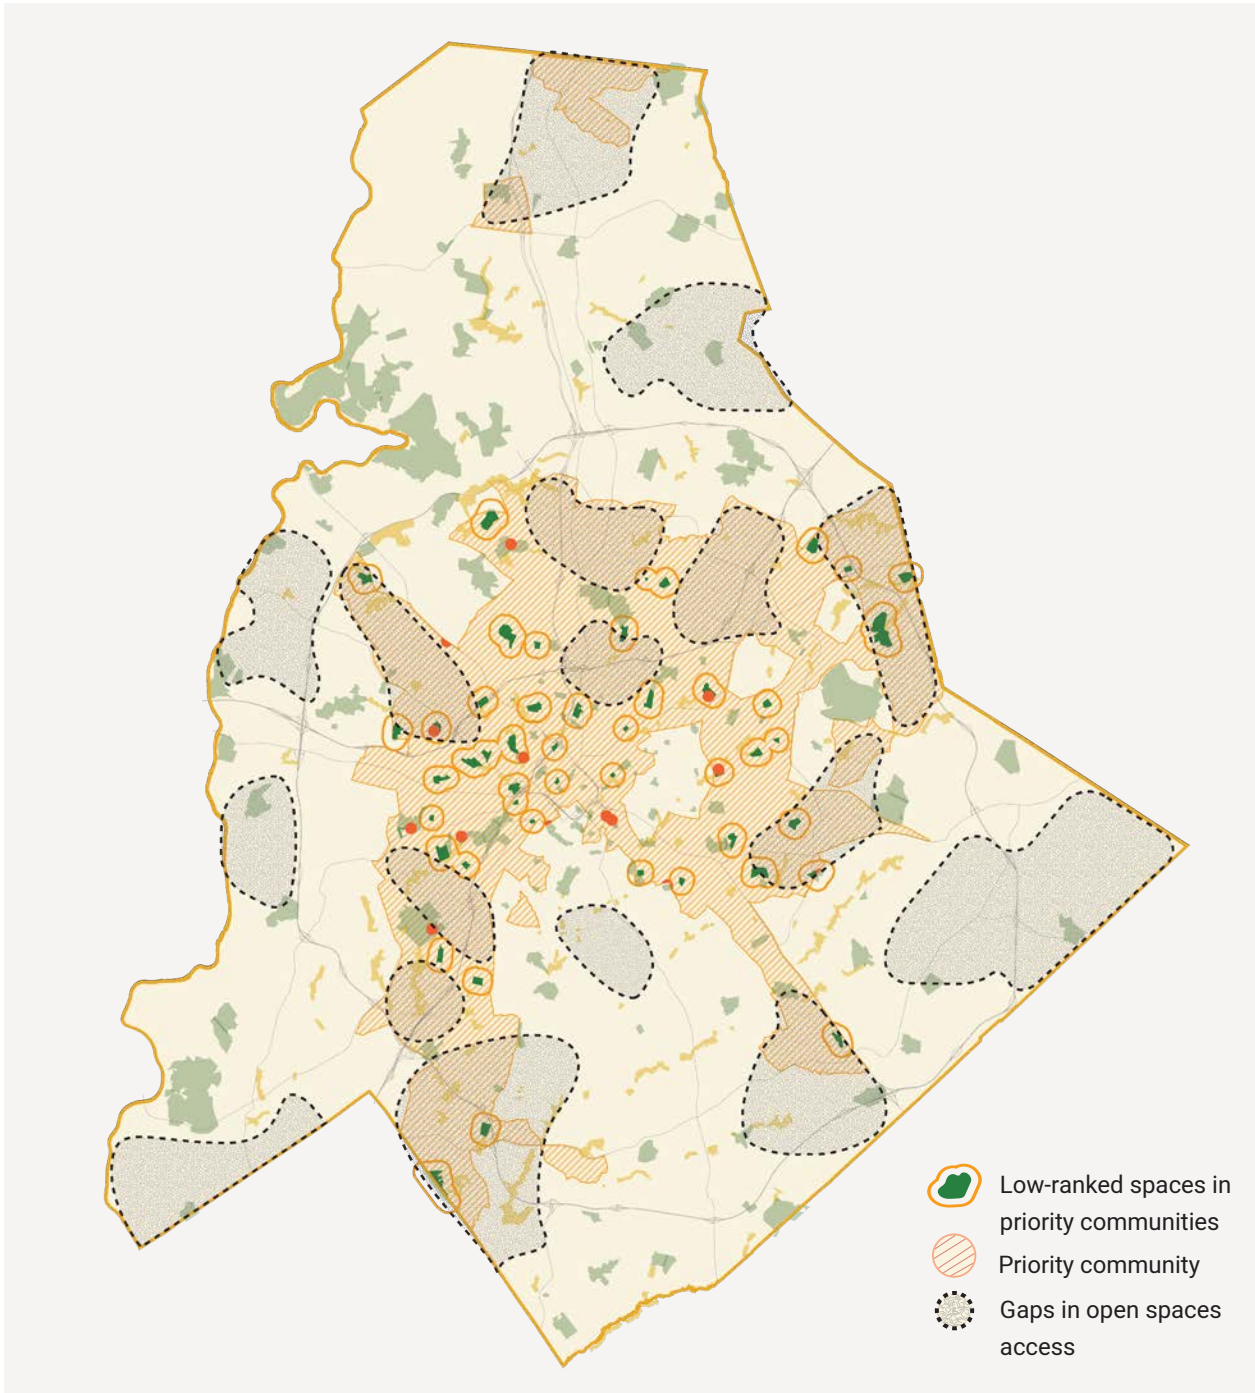 Low-ranked spaces in
priority communities
Priority community
Gaps in open spaces
access